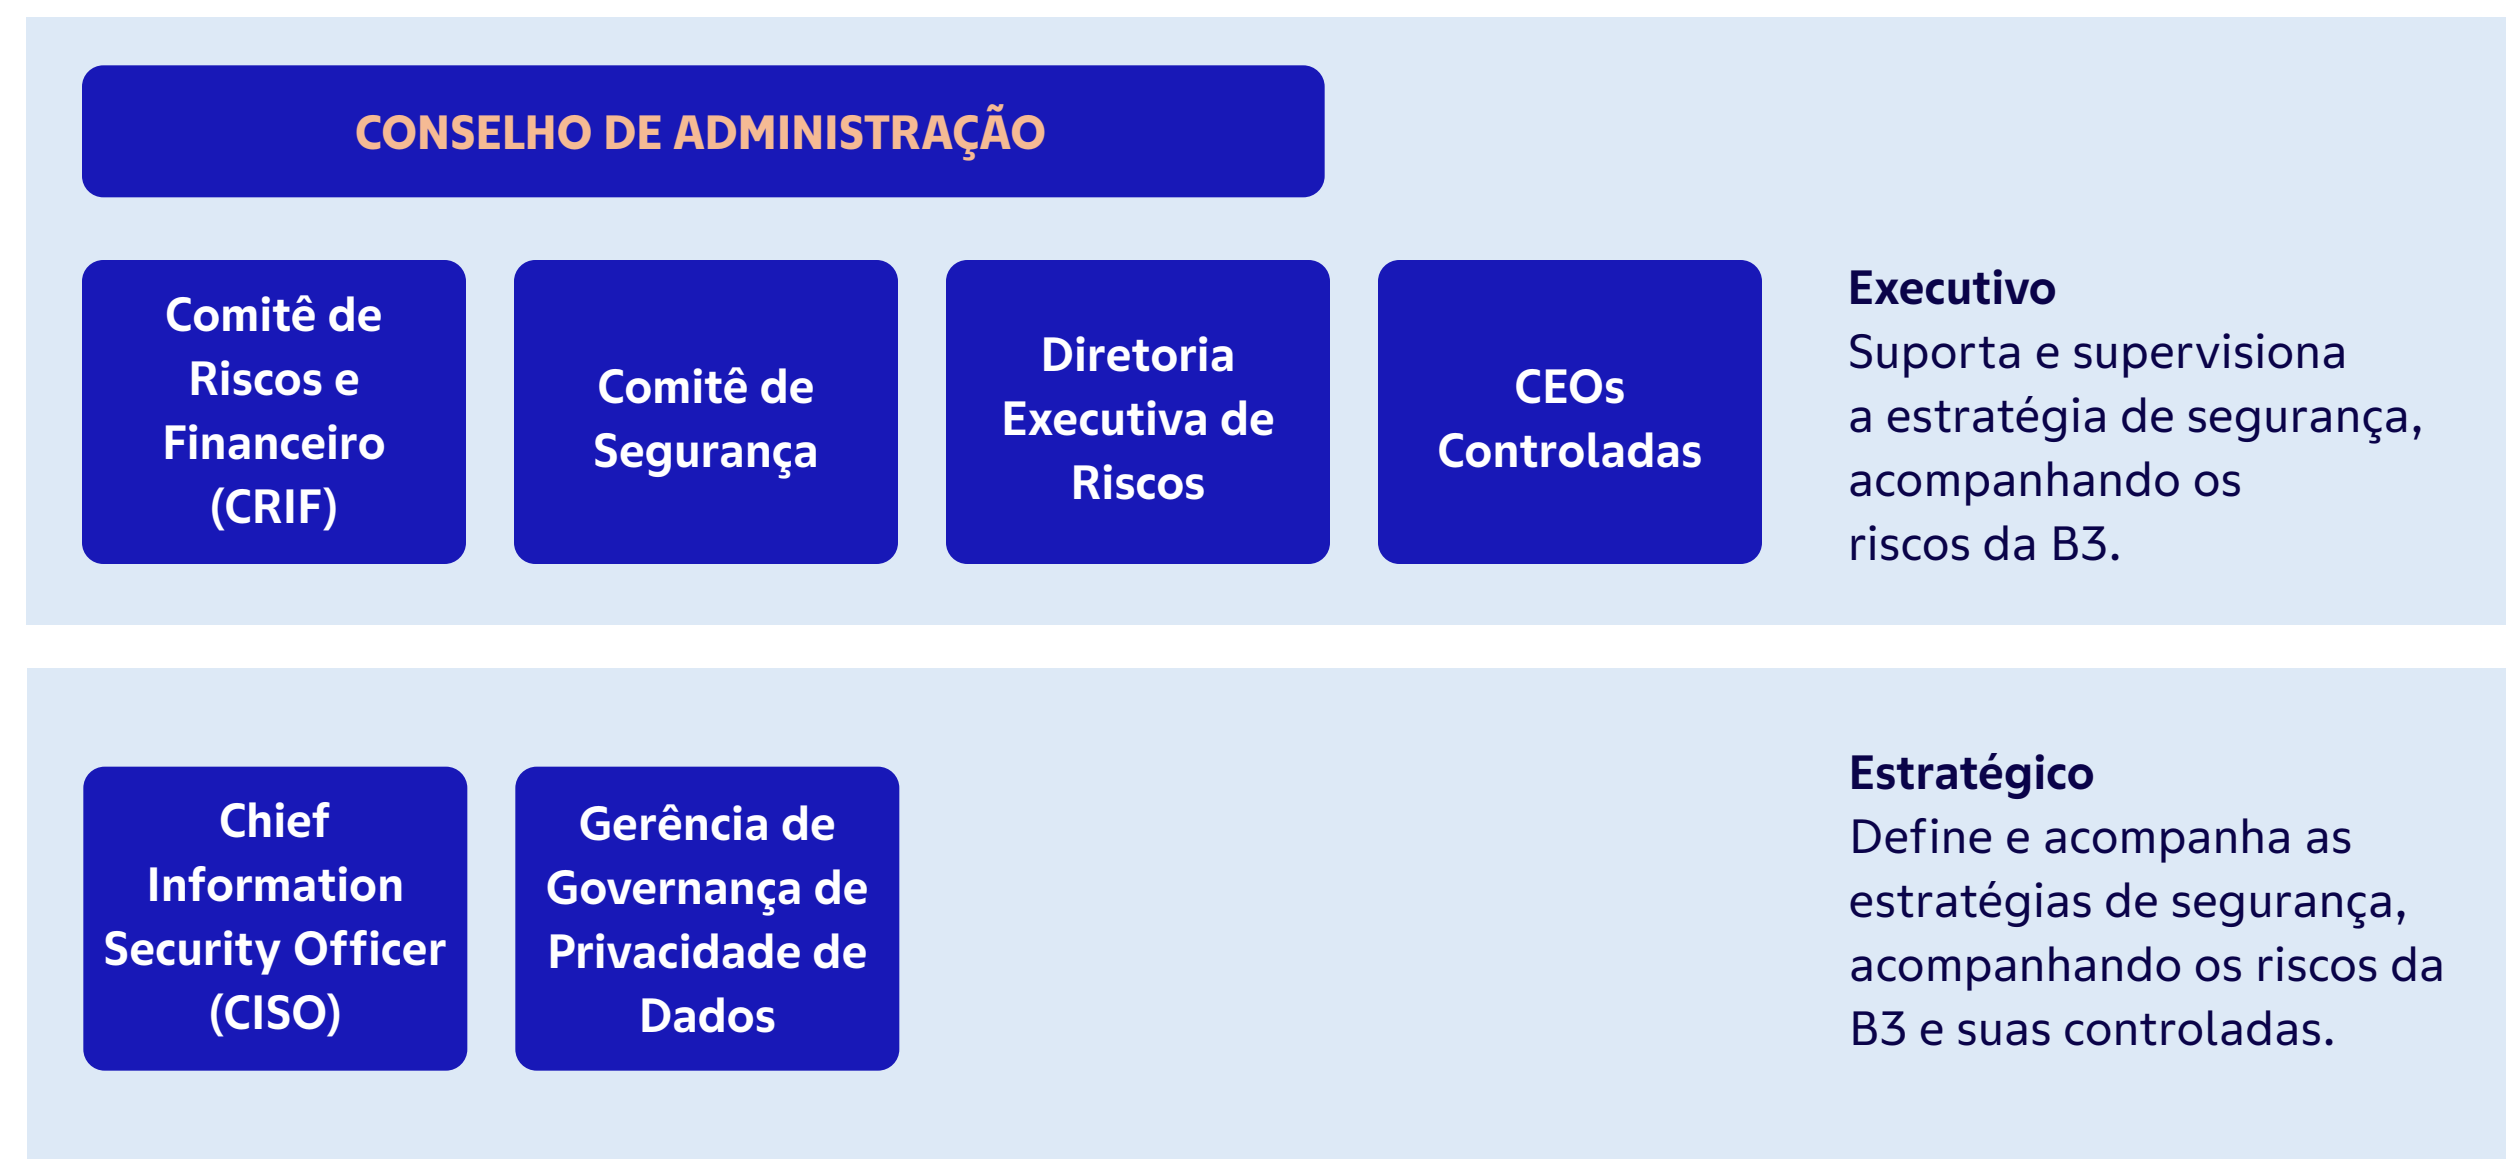 CONSELHO DE ADMINISTRAÇÃO
Comitê de
Riscos e
Financeiro
(CRIF)
Comitê de
Segurança
Diretoria
Executiva de
Riscos
CEOs
Controladas
Executivo
Suporta e supervisiona
a estratégia de segurança,
acompanhando os
riscos da B3.
Chief
Information
Security Officer
(CISO)
Gerência de
Governança de
Privacidade de
Dados
Estratégico
Define e acompanha as
estratégias de segurança,
acompanhando os riscos da
B3 e suas controladas.